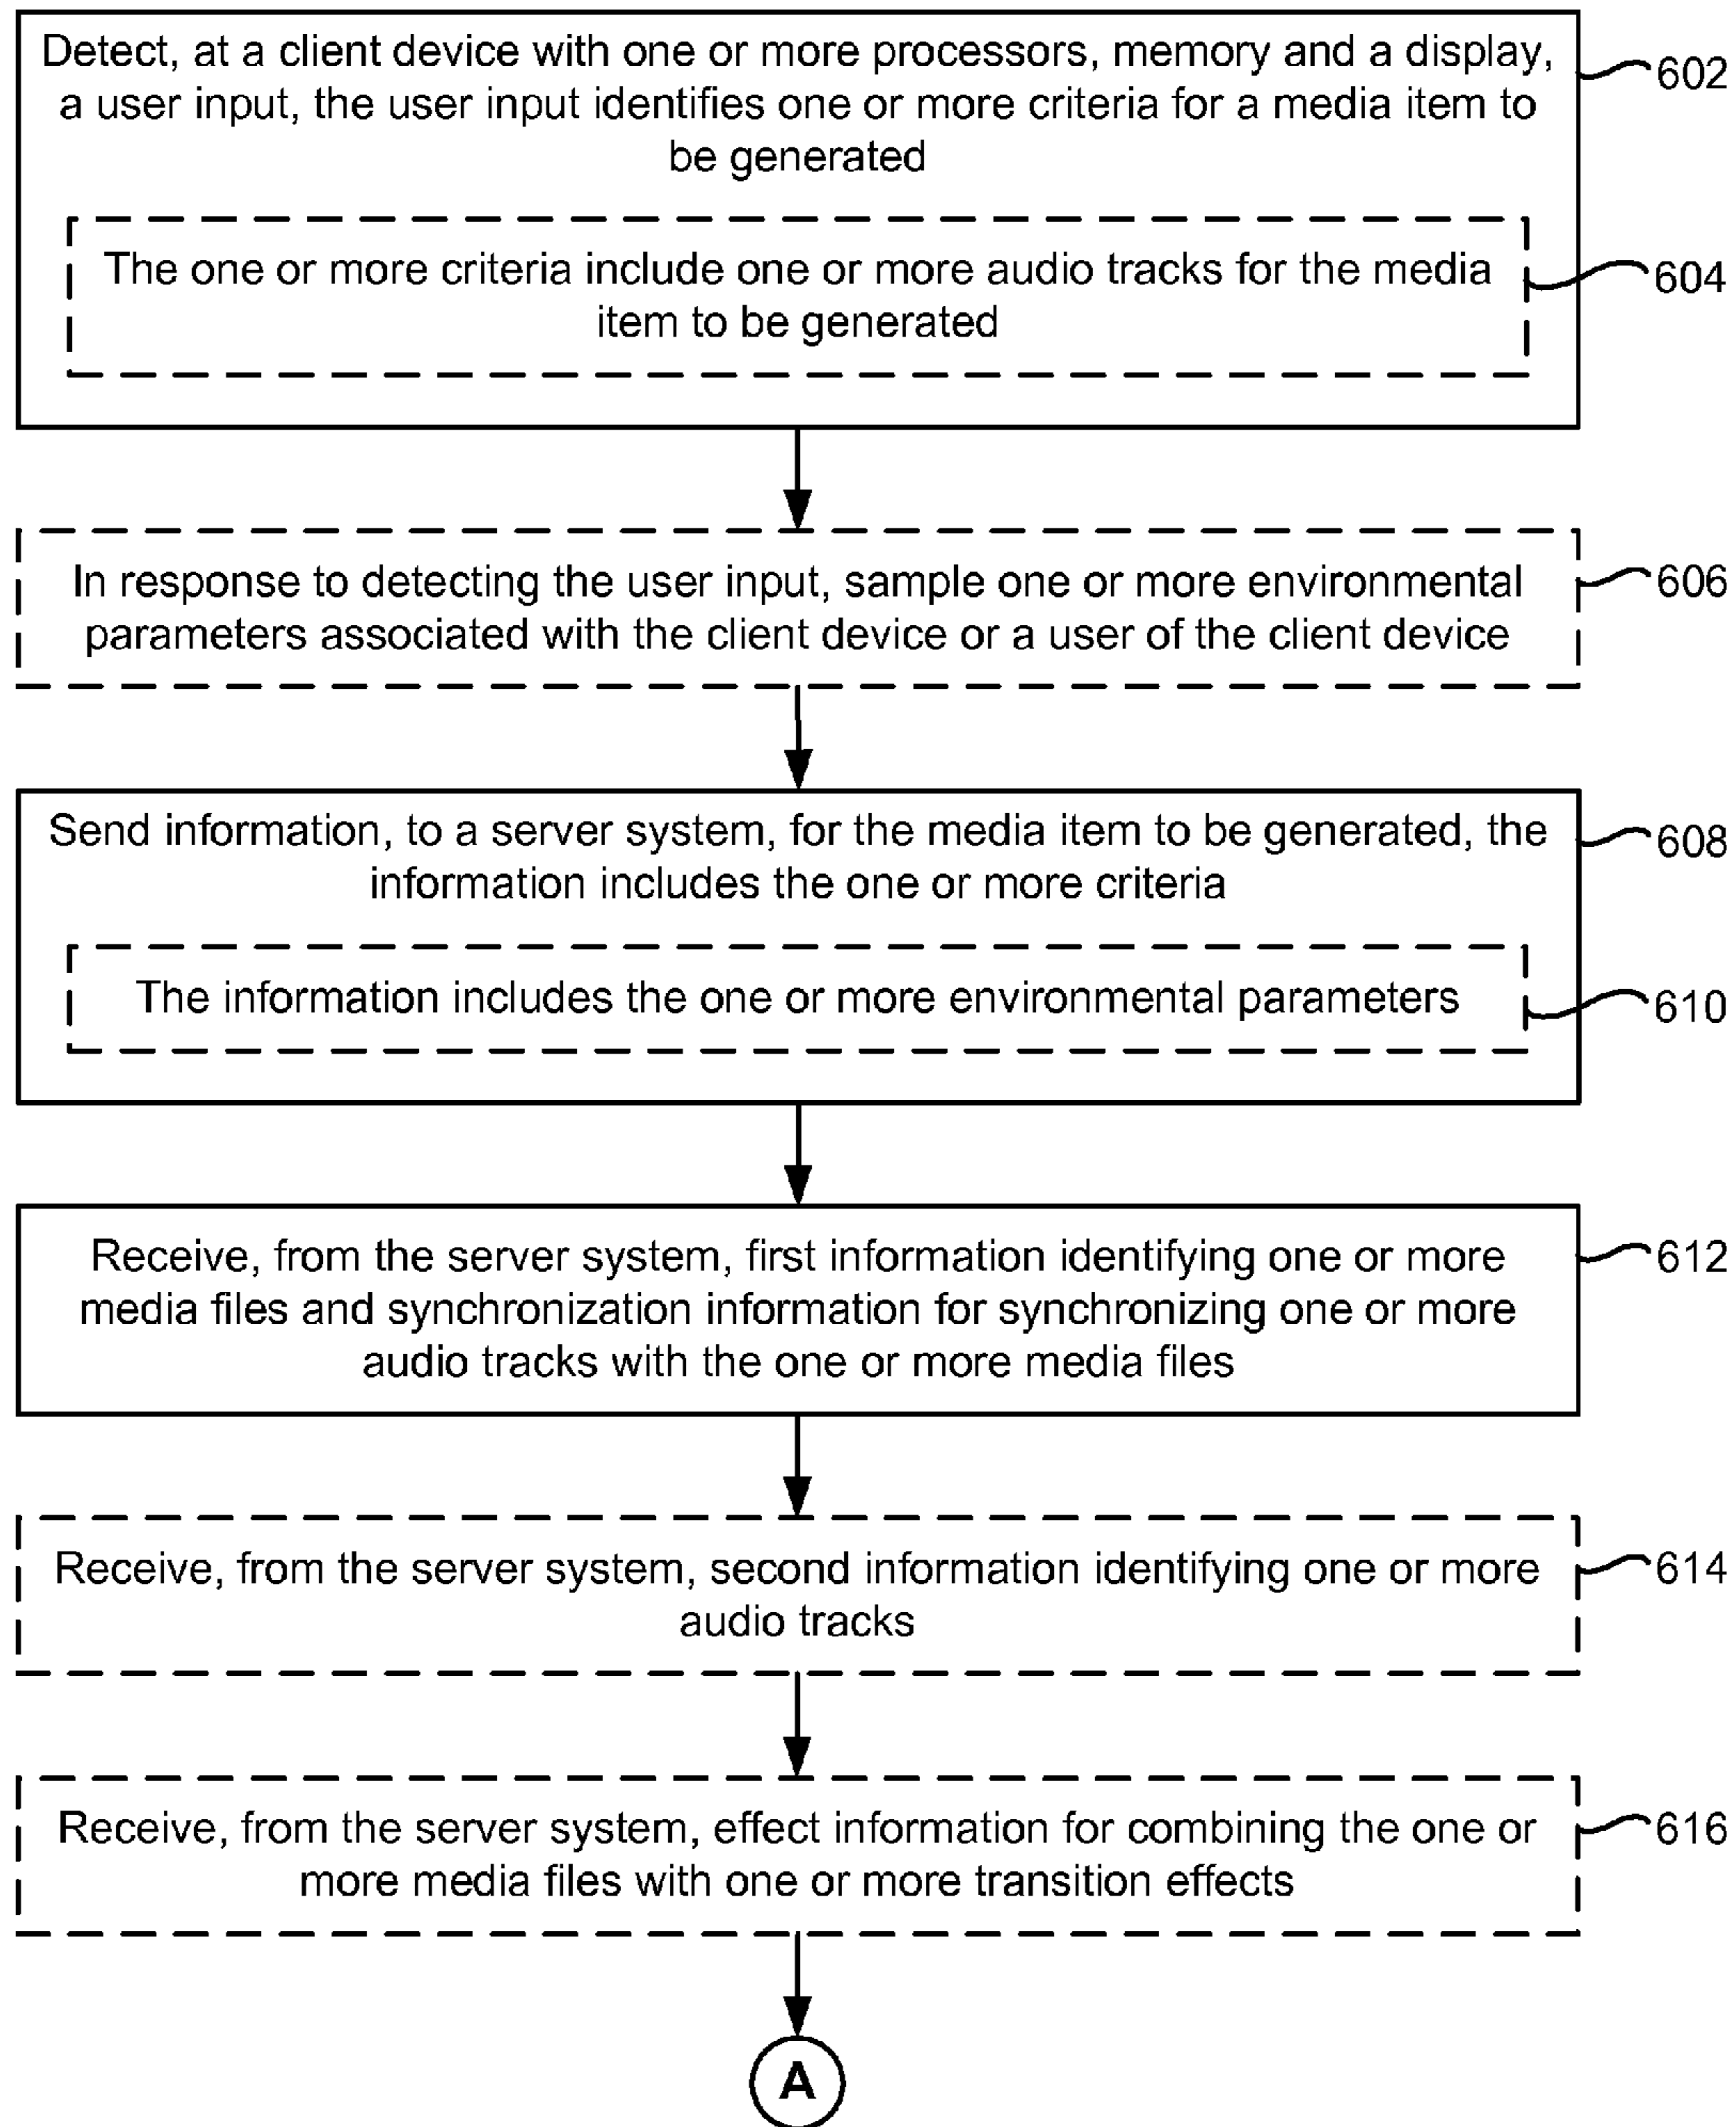 Detect, at a client device with one or more processors, memory and a display,
a user input, the user input identifies one or more criteria for a media item to
be generated
602
The one or more criteria include one or more audio tracks for the media
item to be generated
604
In response to detecting the user input, sample one or more environmental
parameters associated with the client device or a user of the client device
606
Send information, to a server system, for the media item to be generated, the
information includes the one or more criteria
608
The information includes the one or more environmental parameters
610
Receive, from the server system, first information identifying one or more
media files and synchronization information for synchronizing one or more
audio tracks with the one or more media files
612
Receive, from the server system, second information identifying one or more
audio tracks
614
Receive, from the server system, effect information for combining the one or
more media files with one or more transition effects
616
A